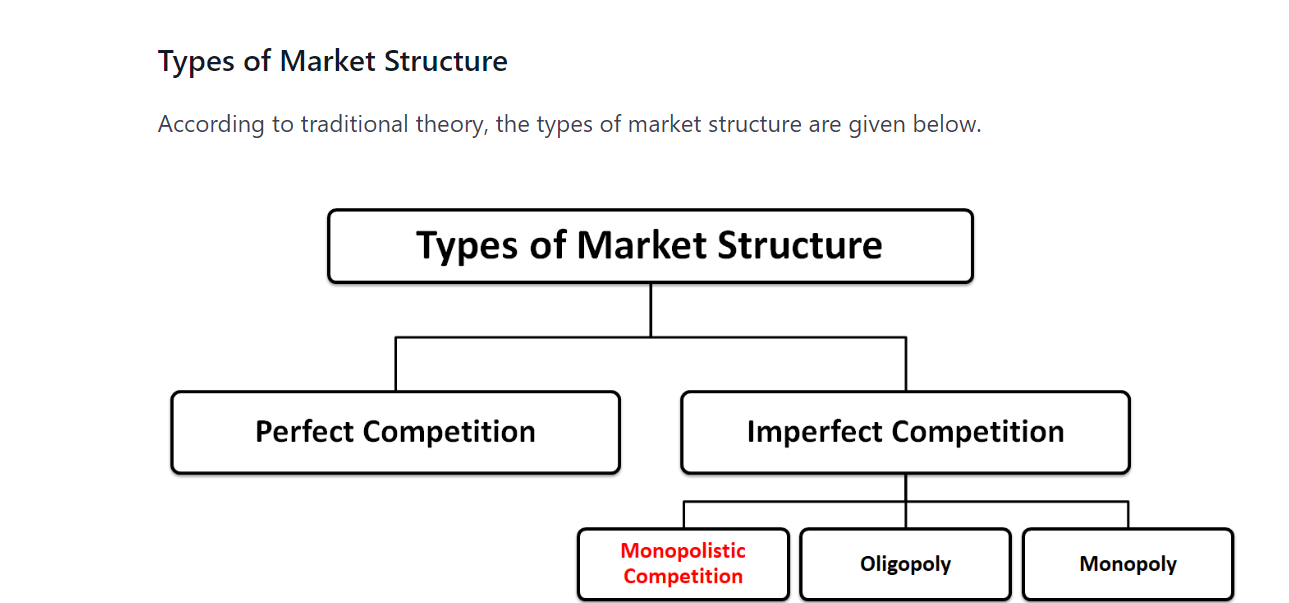 Types of Market Structure
According to traditional theory, the types of market structure are given below.
Types of Market Structure
Perfect Competition
Imperfect Competition
Monopolistic
Competition
Oligopoly
Monopoly